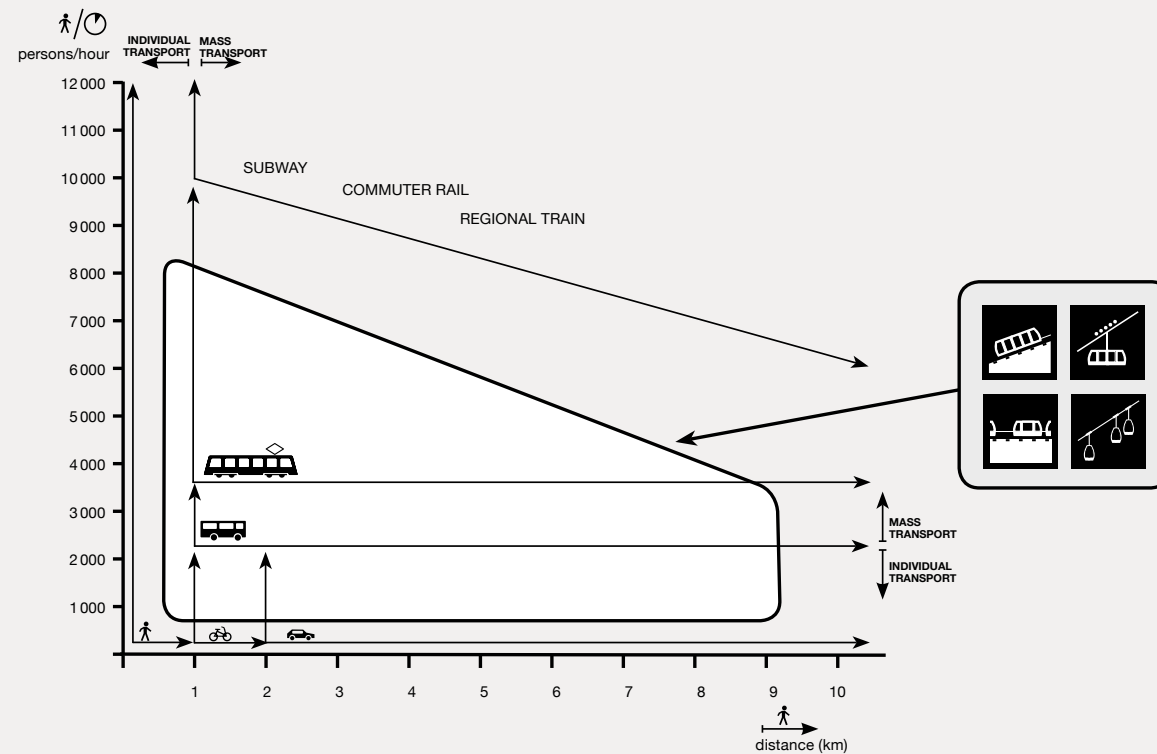 persons/hour
INDIVIDUAL
TRANSPORT
MASS
TRANSPORT
12 000
11 000
10 000
9 000
8 000
7 000
6 000
5 000
4 000
3 000
2 000
1 000
SUBWAY
COMMUTER RAIL
REGIONAL TRAIN
MASS
TRANSPORT
INDIVIDUAL
TRANSPORT
1 2 3 4 5 6 7 8 9 10
distance (km)